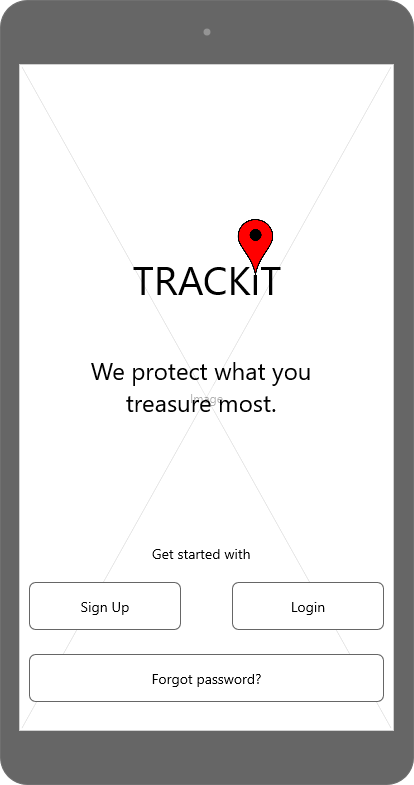 TRACKiT
We protect what you
treasure most.
Image
Get started with
Sign Up
Login
Forgot password?